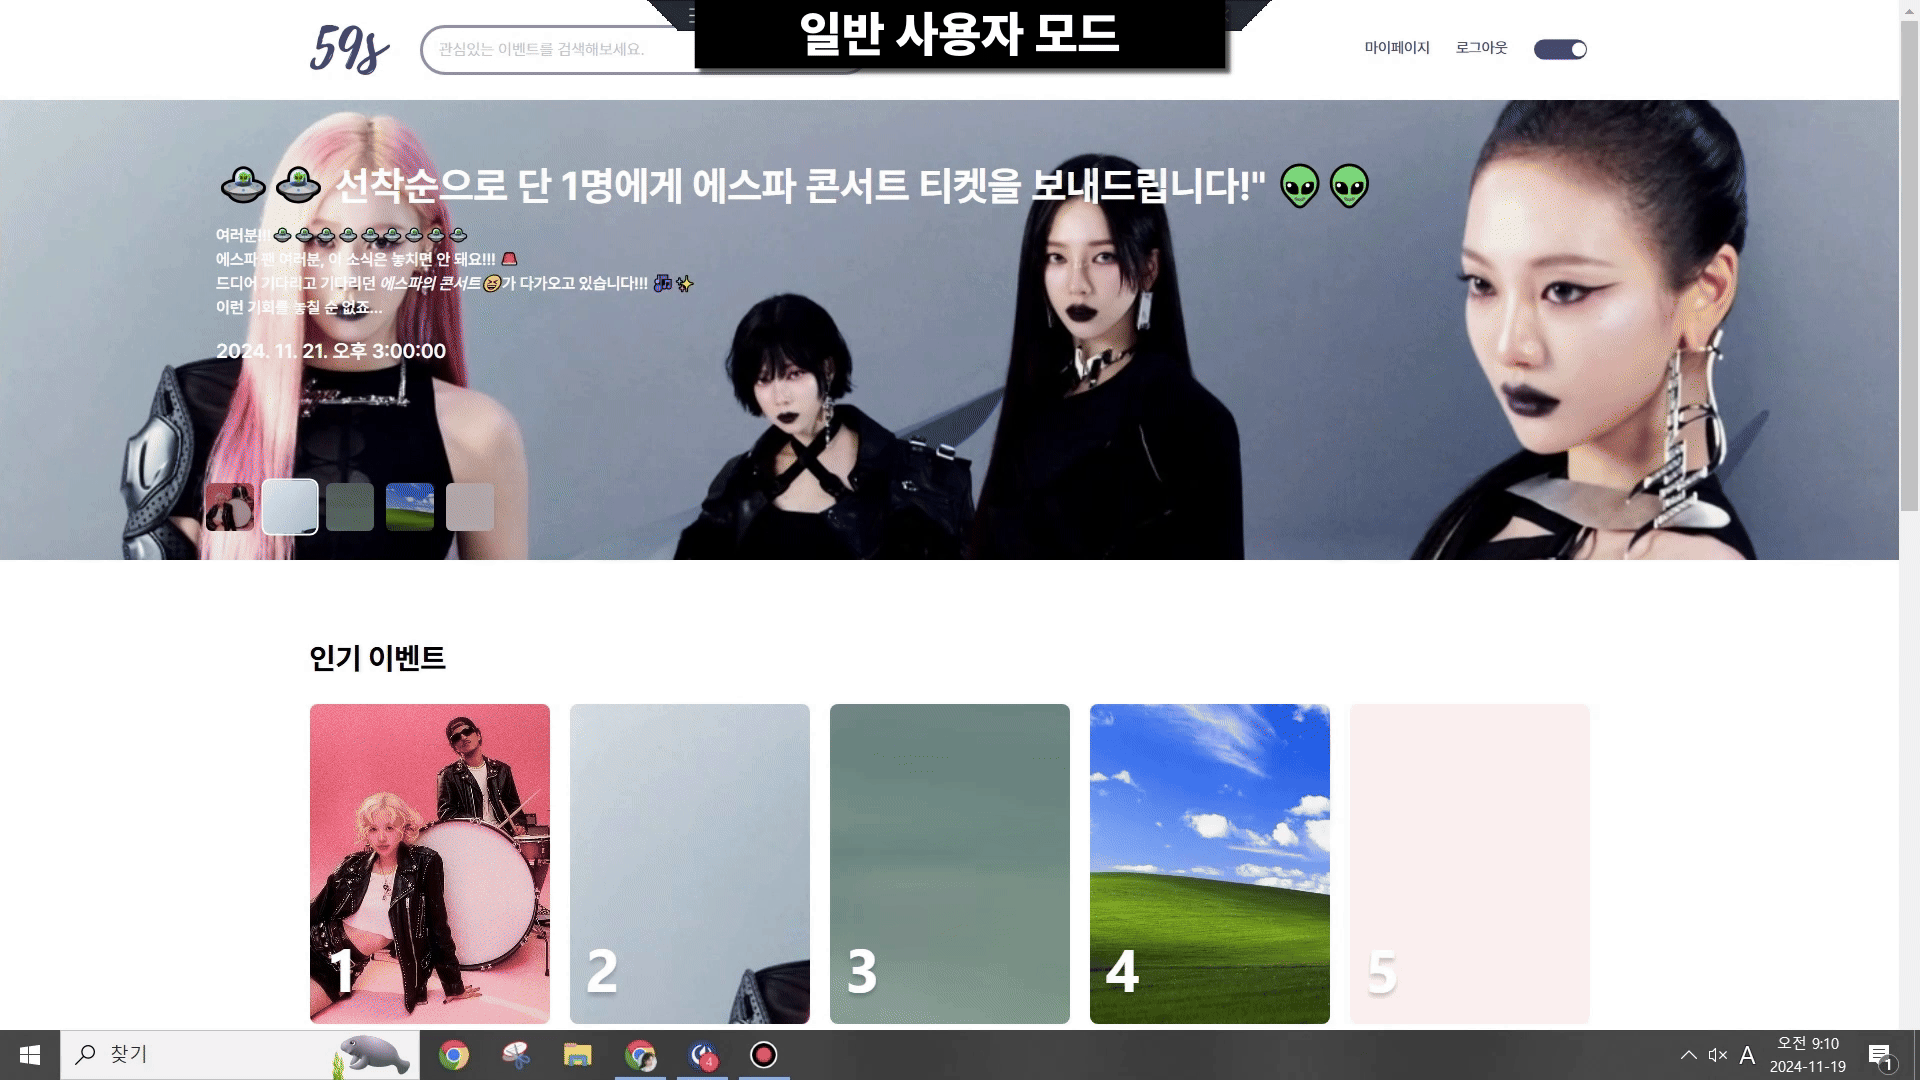 일반 사용자 모드
59s
관심있는 이벤트를 검색해보세요.
마이페이지
로그아웃
🛸🛸 선착순으로 단 1명에게 에스파 콘서트 티켓을 보내드립니다!" 👽👽
여러분!!!🛸🛸🛸🛸🛸🛸🛸🛸🛸
에스파 팬 여러분, 이 소식은 놓치면 안 돼요!!! 🚨
드디어 기다리고 기다리던 에스파의 콘서트😆가 다가오고 있습니다!!! 🎶✨
이런 기회를 놓칠 순 없죠...
2024. 11. 21. 오후 3:00:00
인기 이벤트
1
2
3
4
5
찾기
4
A
오전 9:10
2024-11-19
1